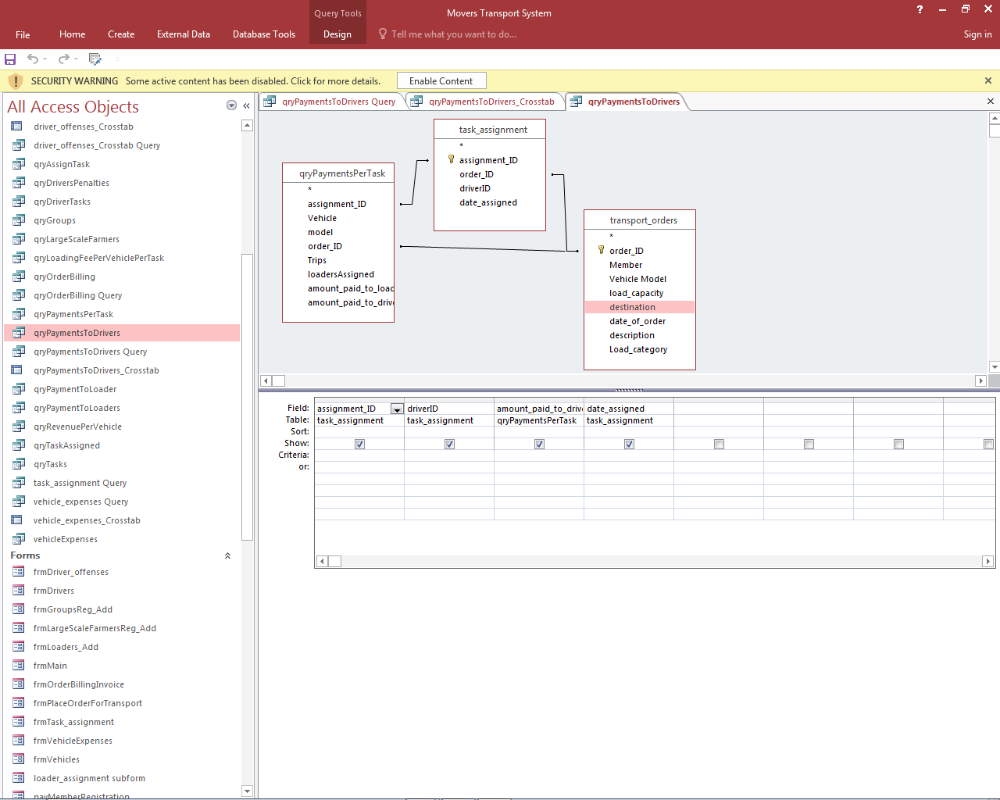 Query Tools
Movers Transport System
?
File
Home
Create
External Data
Database Tools
Design
Tell me what you want to do...
Sign in
SECURITY WARNING Some active content has been disabled. Click for more details.
Enable Content
All Access Objects
driver_offenses_Crosstab
driver_offenses_Crosstab Query
qryAssignTask
qryDriversPenalties
qryDriverTasks
qryGroups
qryLargeScaleFarmers
qryLoadingFeePerVehiclePerTask
qryOrderBilling
qryOrderBilling Query
qryPaymentsPerTask
qryPaymentsToDrivers
qryPaymentsToDrivers Query
qryPaymentsToDrivers_Crosstab
qryPaymentToLoader
qryPaymentToLoaders
qryRevenuePerVehicle
qryTaskAssigned
qryTasks
task_assignment Query
vehicle_expenses Query
vehicle_expenses_Crosstab
vehicleExpenses
Forms
frmDriver_offenses
frmDrivers
frmGroupsReg_Add
frmLargeScaleFarmersReg_Add
frmLoaders_Add
frmMain
frmOrderBillingInvoice
frmPlaceOrderForTransport
frmTask_assignment
frmVehicleExpenses
frmVehicles
loader_assignment subform
payMemberRegistration
qryPaymentsToDrivers Query
qryPaymentsToDrivers_Crosstab
qryPaymentsToDrivers
qryPaymentsPerTask
*
assignment_ID
Vehicle
model
order_ID
Trips
loadersAssigned
amount_paid_to_load
amount_paid_to_drive
task_assignment
*
assignment_ID
order_ID
driverID
date_assigned
transport_orders
*
order_ID
Member
Vehicle Model
load_capacity
destination
date_of_order
description
Load_category
Field: assignment_ID driverID amount_paid_to_drive date_assigned
Table: task_assignment task_assignment qryPaymentsPerTask task_assignment
Sort:
Show:
Criteria:
or: